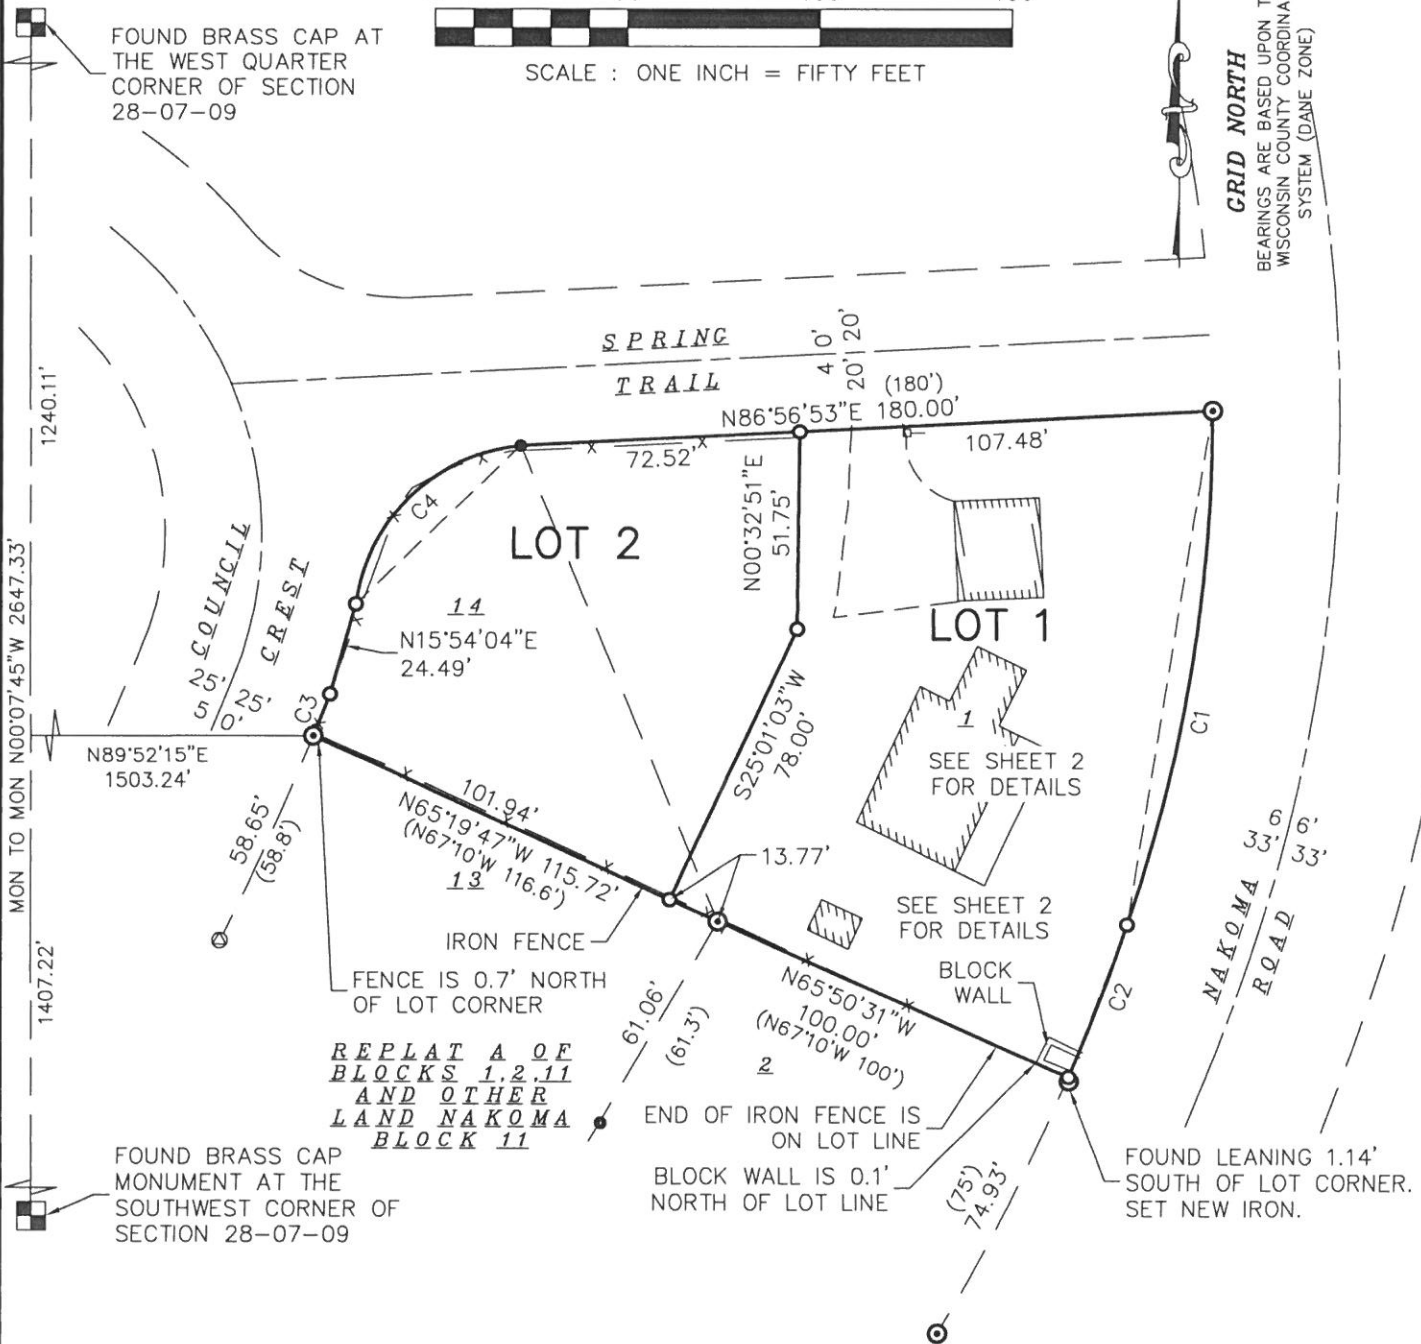 FOUND BRASS CAP AT
THE WEST QUARTER
CORNER OF SECTION
28-07-09
SCALE : ONE INCH = FIFTY FEET
GRID NORTH
BEARINGS ARE BASED UPON
WISCONSIN COUNTY
SYSTEM (DANE ZONE)
SPRING
TRAIL
4 0'
20' 20'
(180')
N86°56'53"E 180.00'
72.52'
107.48'
1240.11'
MON TO MON N00°07'45"W 2647.33'
1407.22'
C4
LOT 2
N00°32'51"E
51.75'
COUNCIL
CREST
14
N15°54'04"E
24.49'
LOT 1
25' 25'
5 0'
C3
N89°52'15"E
1503.24'
S25°01'03"W
78.00'
1
SEE SHEET 2
FOR DETAILS
C1
101.94'
N65°19'47"W 115.72'
(N67°10'W 116.6')
13
58.65'
(58.8')
13.77'
6 6'
33' 33'
NAKOMA
ROAD
SEE SHEET 2
FOR DETAILS
IRON FENCE
FENCE IS 0.7' NORTH
OF LOT CORNER
BLOCK
WALL
C2
N65°50'31"W
100.00'
(N67°10'W 100')
2
61.06'
(61.3')
REPLAT A OF
BLOCKS 1,2,11
AND OTHER
LAND NAKOMA
BLOCK 11
END OF IRON FENCE IS
ON LOT LINE
BLOCK WALL IS 0.1'
NORTH OF LOT LINE
(75')
74.93'
FOUND LEANING 1.14'
SOUTH OF LOT CORNER.
SET NEW IRON.
FOUND BRASS CAP
MONUMENT AT THE
SOUTHWEST CORNER OF
SECTION 28-07-09